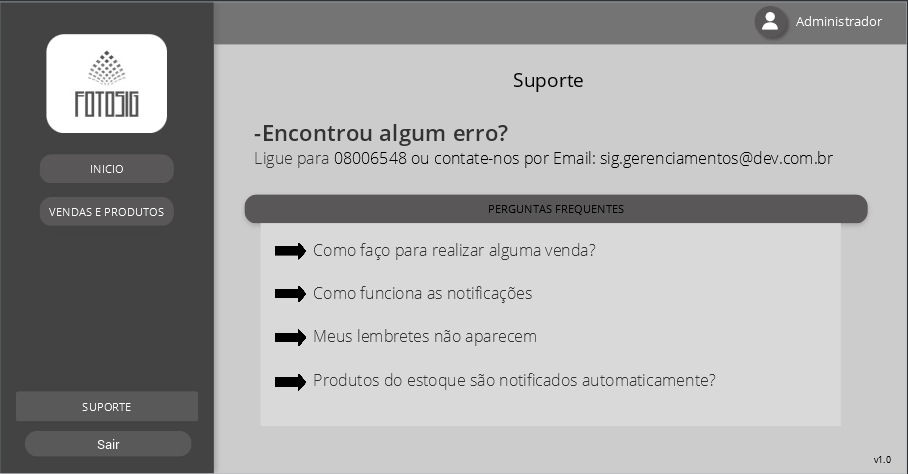 FOTOSIG
INICIO
VENDAS E PRODUTOS
SUPORTE
Sair
Administrador
Suporte
-Encontrou algum erro?
Ligue para 08006548 ou contate-nos por Email: sig.gerenciamentos@dev.com.br
PERGUNTAS FREQUENTES
Como faço para realizar alguma venda?
Como funciona as notificações
Meus lembretes não aparecem
Produtos do estoque são notificados automaticamente?
v1.0